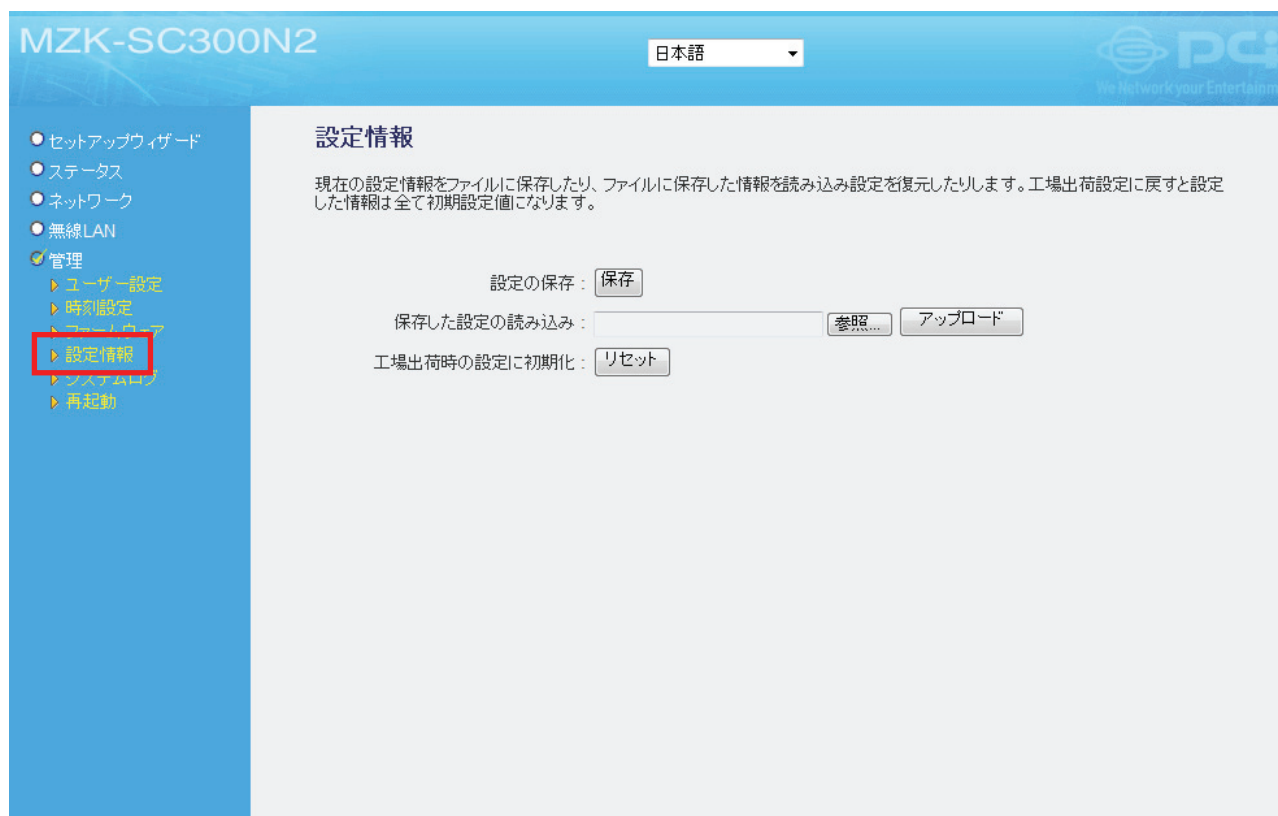 MZK-SC300N2
日本語
PCi
We Network your Entertainm
セットアップウィザード
ステータス
ネットワーク
無線LAN
管理
ユーザー設定
時刻設定
ファームウェア
設定情報
システムログ
再起動
設定情報
現在の設定情報をファイルに保存したり、ファイルに保存した情報を読み込み設定を復元したりします。工場出荷設定に戻すと設定
した情報は全て初期設定値になります。
設定の保存 : 保存
保存した設定の読み込み : 参照... アップロード
工場出荷時の設定に初期化 : リセット